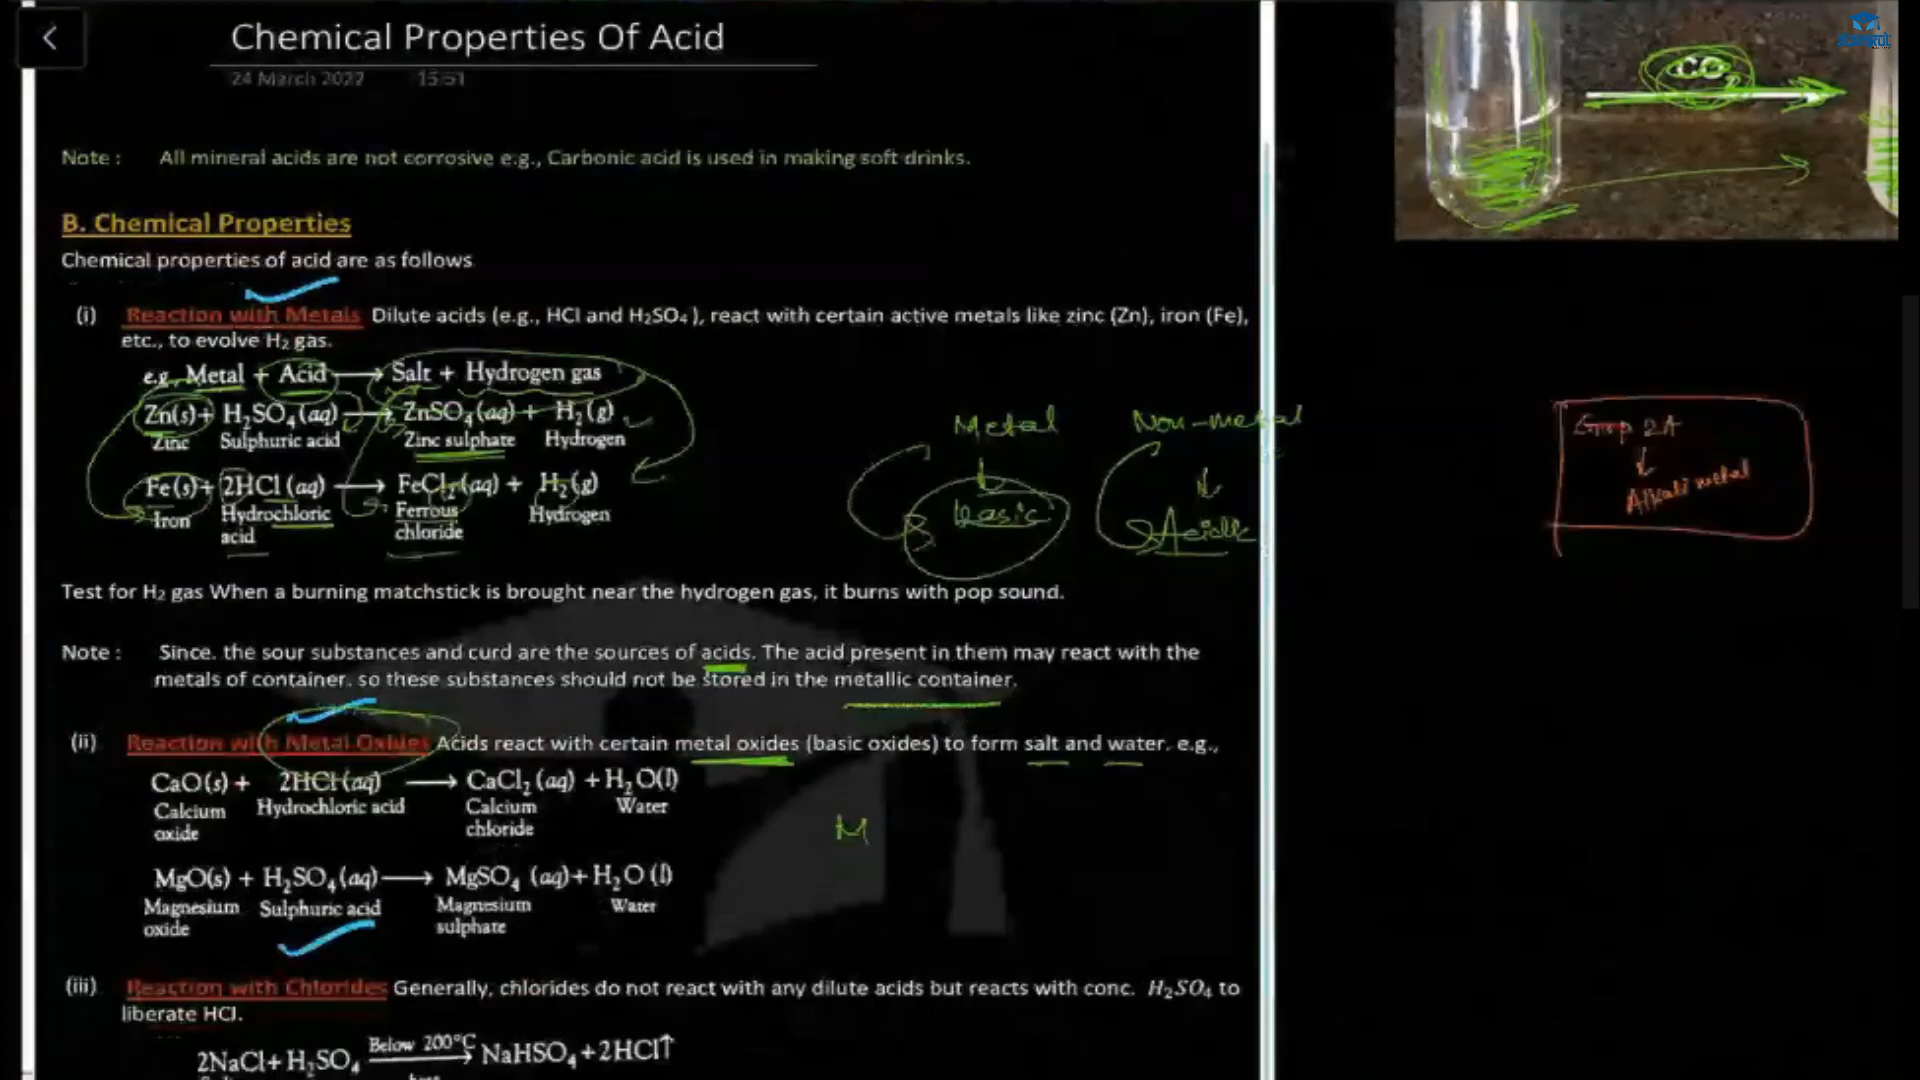 Chemical Properties Of Acid
24 March 2022 15:51
Note : All mineral acids are not corrosive e.g., Carbonic acid is used in making soft drinks.
B. Chemical Properties
Chemical properties of acid are as follows
(i) Reaction with Metals Dilute acids (e.g., HCl and H₂SO₄ ), react with certain active metals like zinc (Zn), iron (Fe),
etc., to evolve H₂ gas.
e.g., Metal + Acid ⟶ Salt + Hydrogen gas
Zn(s)+ H₂SO₄(aq) ⟶ ZnSO₄(aq) + H₂(g)
Zinc Sulphuric acid Zinc sulphate Hydrogen
Fe(s)+ 2HCl (aq) ⟶ FeCl₂ (aq) + H₂(g)
Iron Hydrochloric acid Ferrous chloride Hydrogen
Metal Non-metal
basic Acidic
Test for H₂ gas When a burning matchstick is brought near the hydrogen gas, it burns with pop sound.
Note : Since. the sour substances and curd are the sources of acids. The acid present in them may react with the
metals of container. so these substances should not be stored in the metallic container.
(ii) Reaction with Metal Oxides Acids react with certain metal oxides (basic oxides) to form salt and water. e.g.,
CaO(s) + 2HCl (aq) ⟶ CaCl₂ (aq) + H₂O(l)
Calcium oxide Hydrochloric acid Calcium chloride Water
M
MgO(s) + H₂SO₄(aq) ⟶ MgSO₄ (aq)+ H₂O (l)
Magnesium oxide Sulphuric acid Magnesium sulphate Water
(iii) Reaction with Chlorides Generally, chlorides do not react with any dilute acids but reacts with conc. H₂SO₄ to
liberate HCl.
2NaCl+ H₂SO₄ Below 200°C ⟶ NaHSO₄+2HCl↑
CO₂
2A
Alkali metal